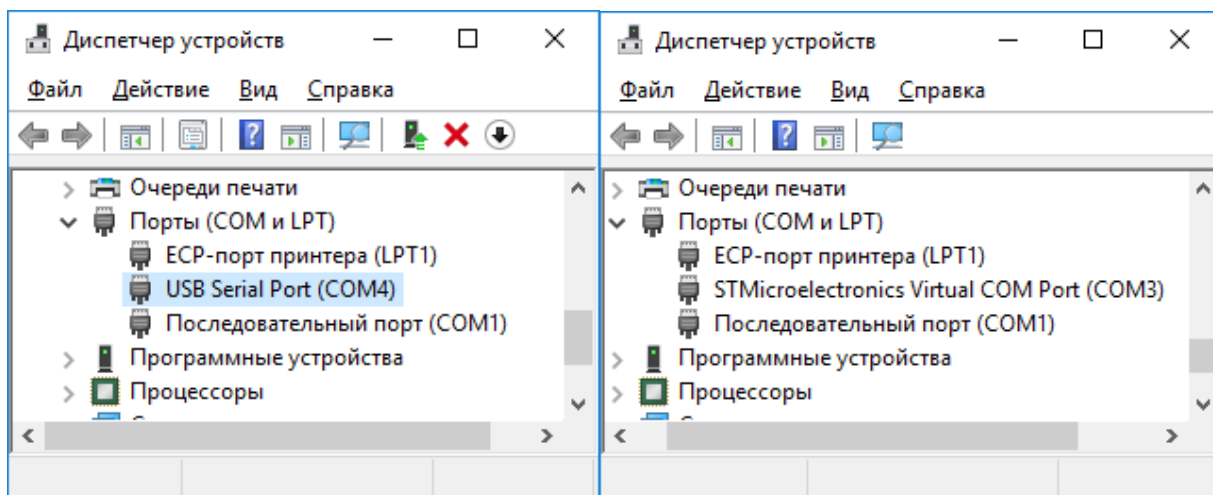 Диспетчер устройств
Файл Действие Вид Справка
Очереди печати
Порты (COM и LPT)
ECP-порт принтера (LPT1)
USB Serial Port (COM4)
Последовательный порт (COM1)
Программные устройства
Процессоры
Диспетчер устройств
Файл Действие Вид Справка
Очереди печати
Порты (COM и LPT)
ECP-порт принтера (LPT1)
STMicroelectronics Virtual COM Port (COM3)
Последовательный порт (COM1)
Программные устройства
Процессоры